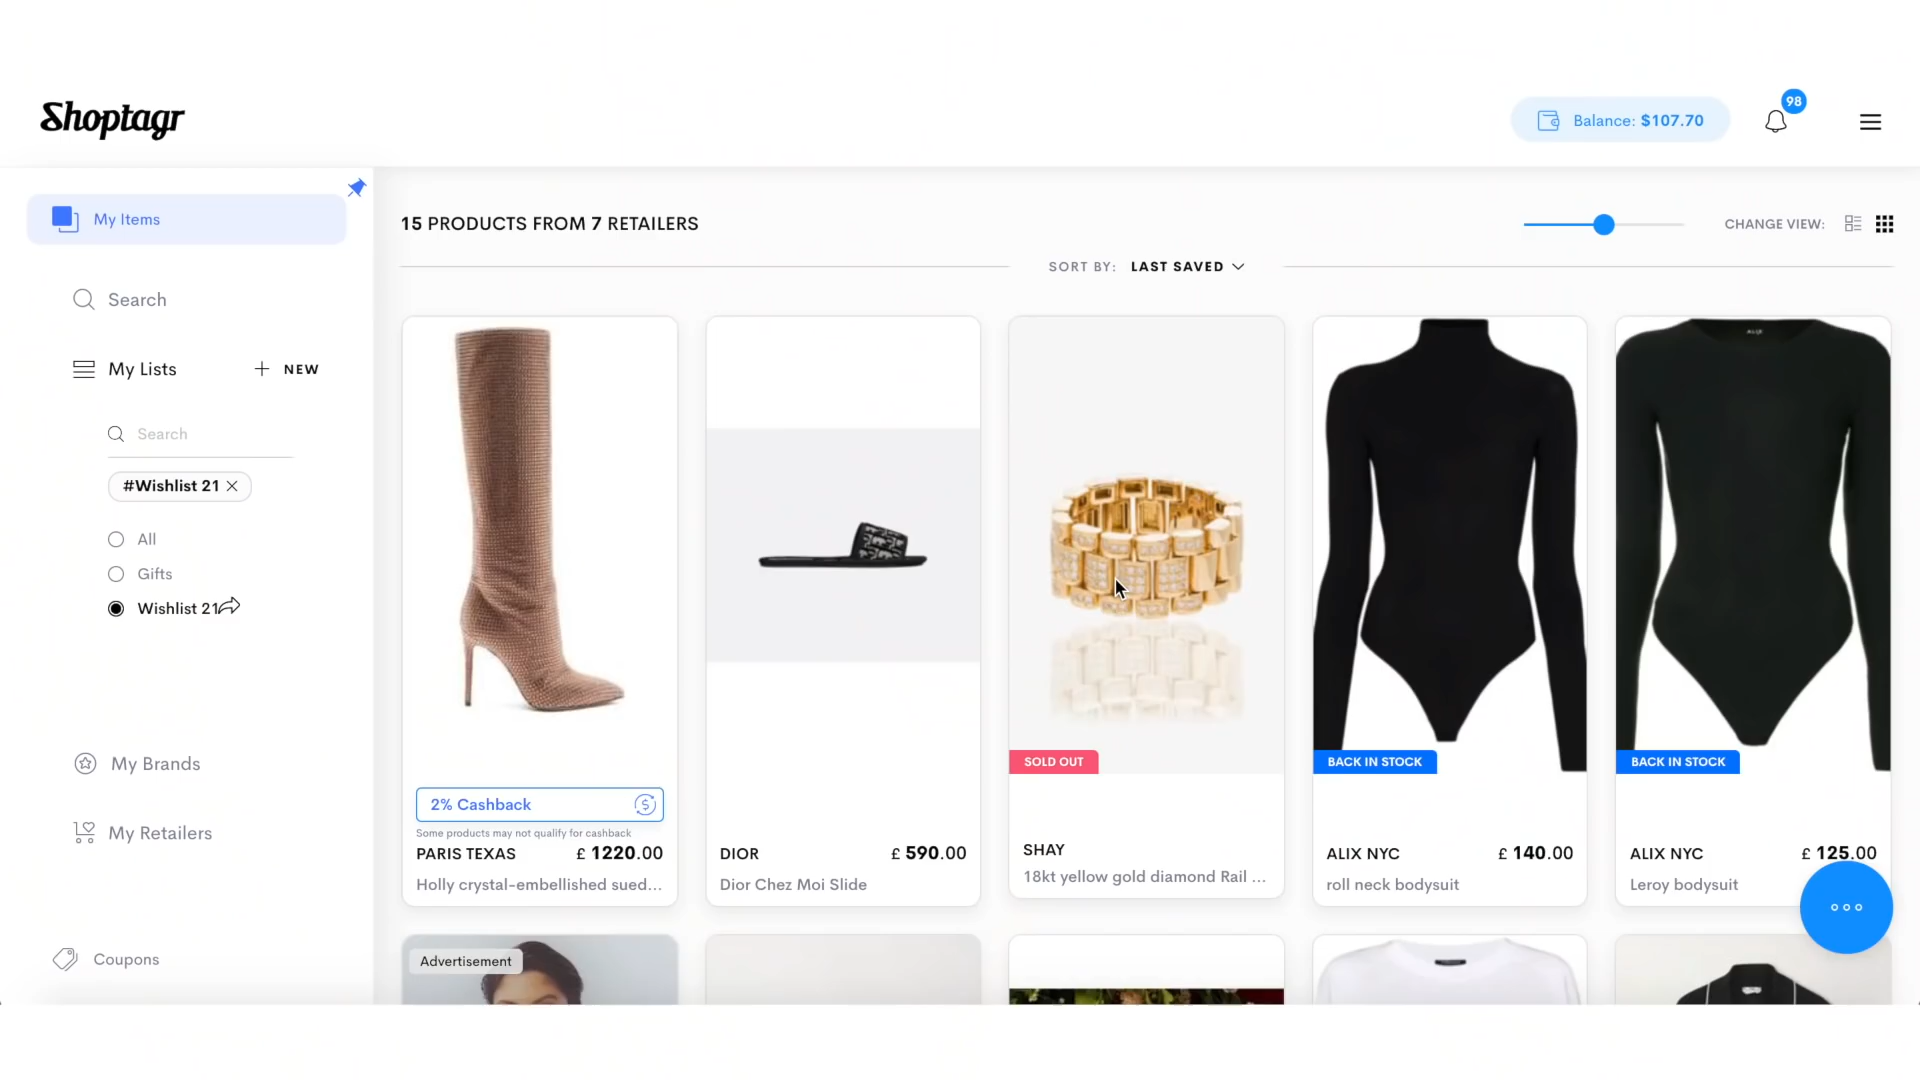 Shoptagr
Balance: $107.70
98
My Items
15 PRODUCTS FROM 7 RETAILERS
CHANGE VIEW:
SORT BY: LAST SAVED
Search
My Lists
+ NEW
Search
#Wishlist 21
All
Gifts
Wishlist 21
My Brands
My Retailers
Coupons
2% Cashback
Some products may not qualify for cashback
PARIS TEXAS £ 1220.00
Holly crystal-embellished sued...
DIOR £ 590.00
Dior Chez Moi Slide
SOLD OUT
SHAY
18kt yellow gold diamond Rail ...
BACK IN STOCK
ALIX NYC £ 140.00
roll neck bodysuit
ALIX
BACK IN STOCK
ALIX NYC £ 125.00
Leroy bodysuit
Advertisement